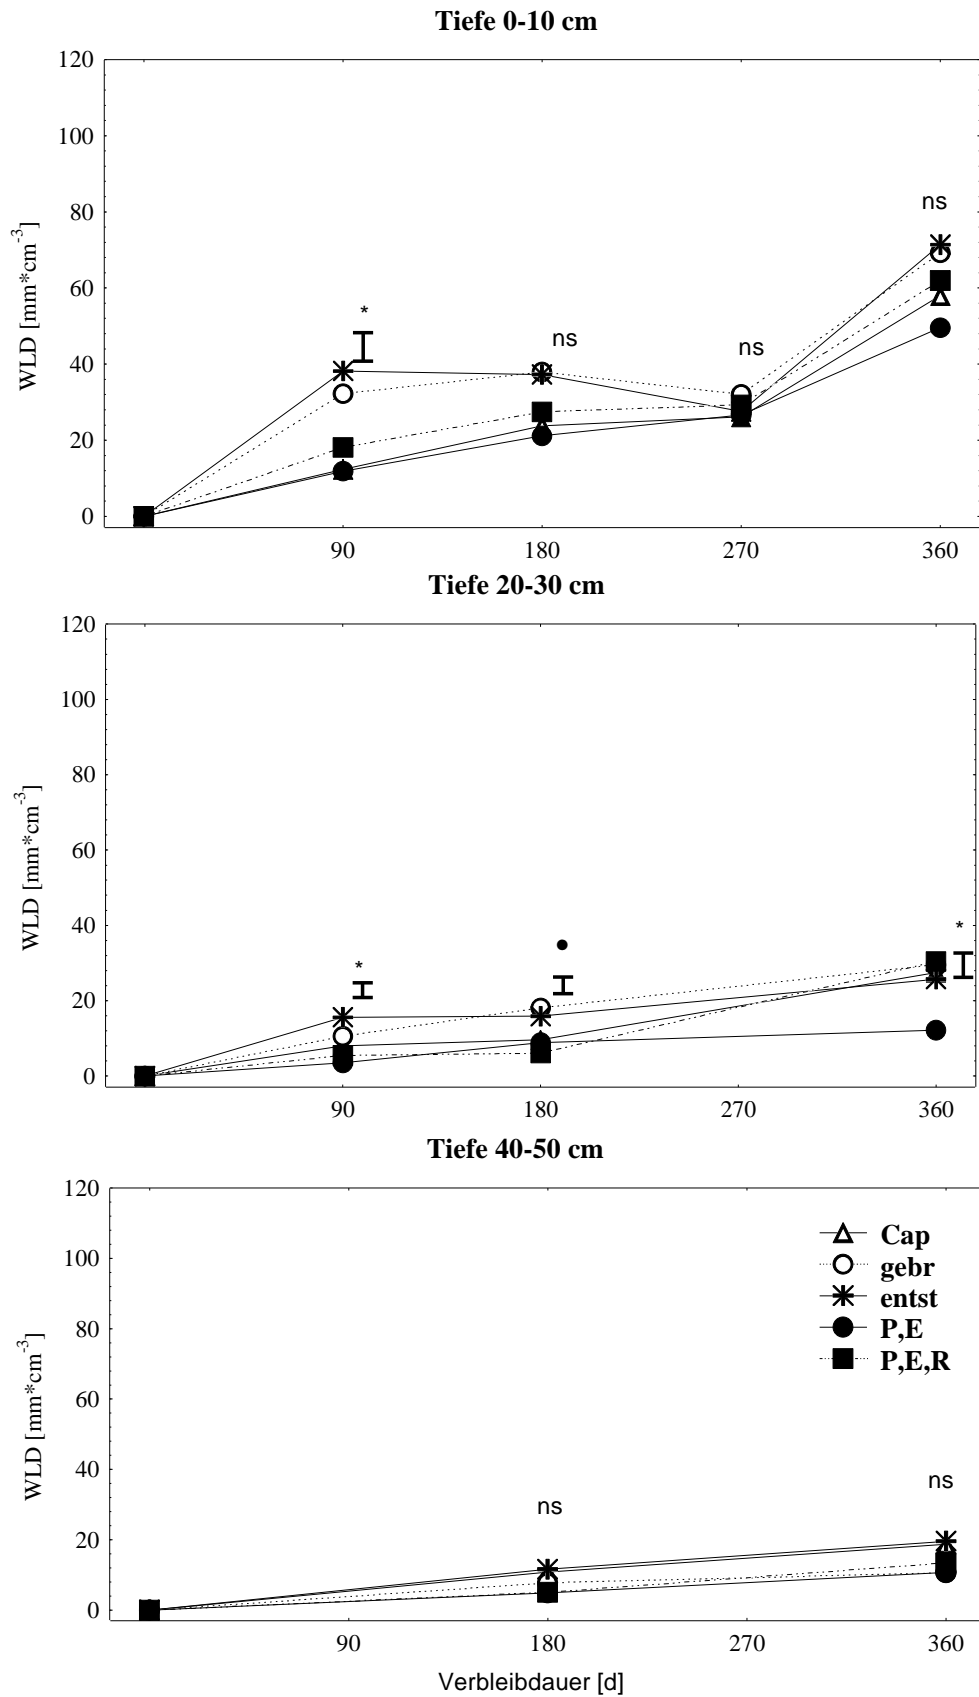 Tiefe 0-10 cm
120
100
80
60
40
20
0
WLD [mm*cm-3]
*
ns
ns
ns
90 180 270 360
Tiefe 20-30 cm
120
100
80
60
40
20
0
WLD [mm*cm-3]
*
•
*
90 180 270 360
Tiefe 40-50 cm
120
100
80
60
40
20
0
WLD [mm*cm-3]
Cap
gebr
entst
P,E
P,E,R
ns
ns
90 180 270 360
Verbleibdauer [d]